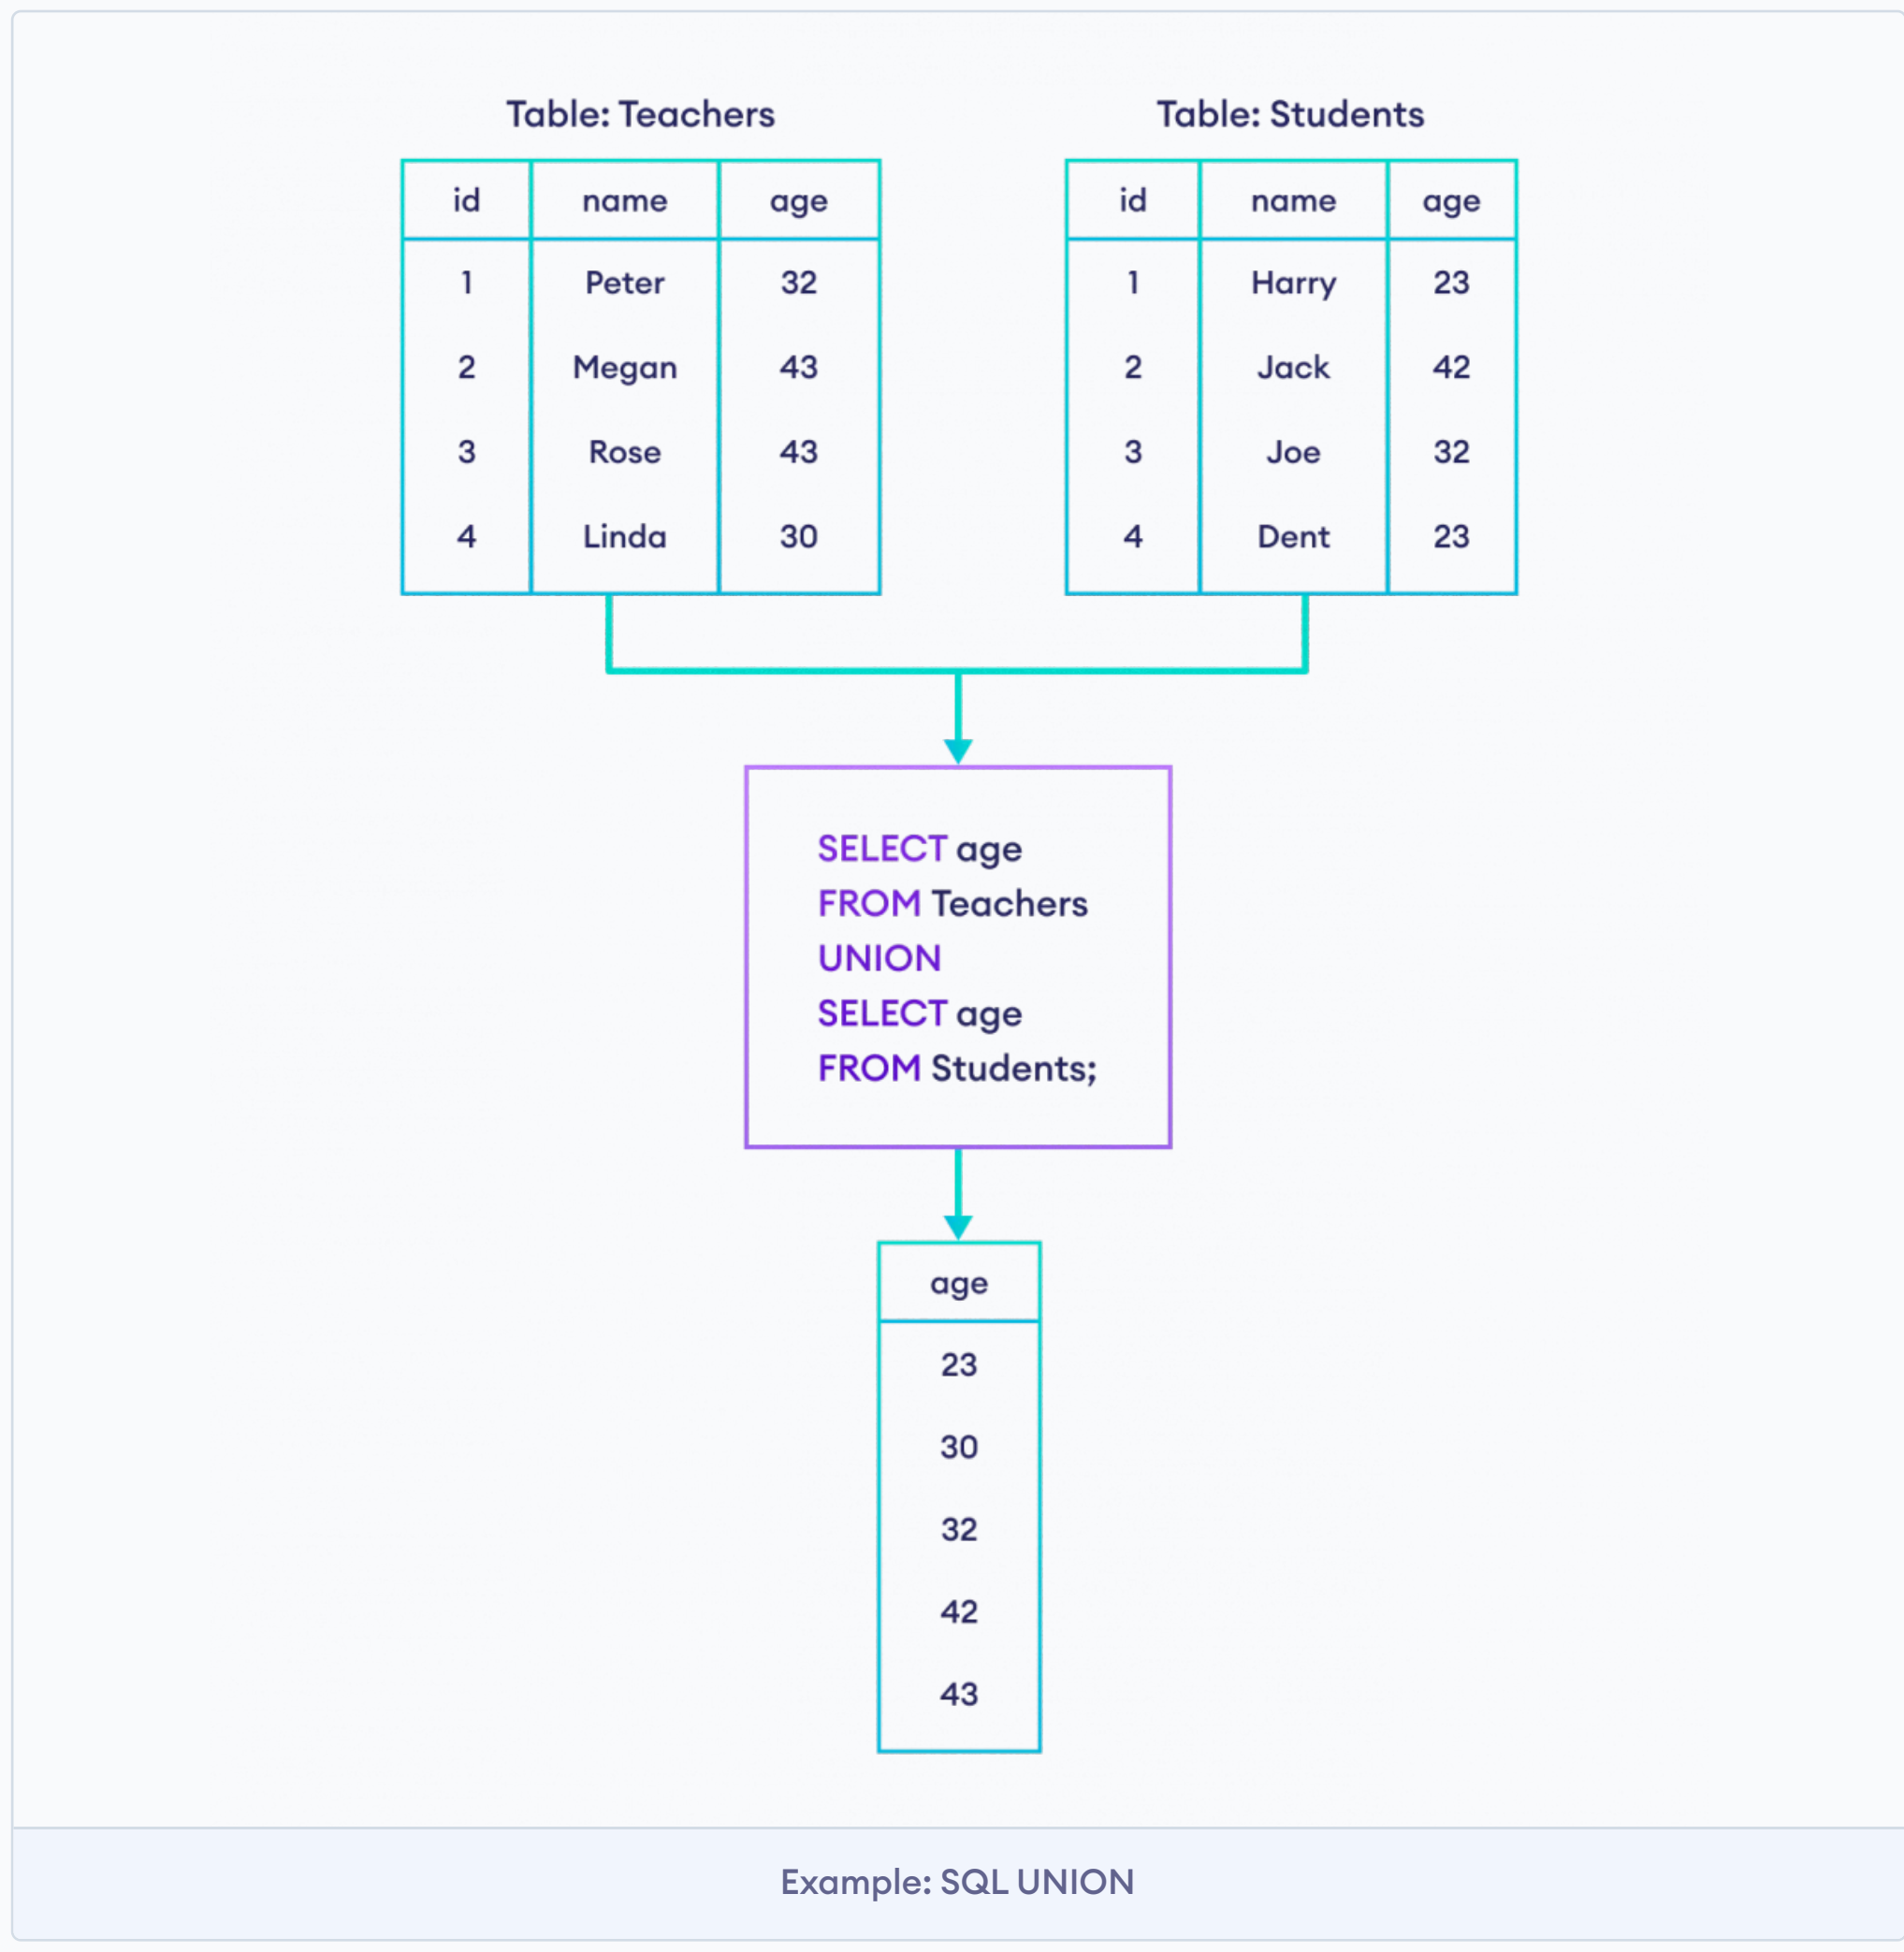 Table: Teachers
id name age
1 Peter 32
2 Megan 43
3 Rose 43
4 Linda 30
Table: Students
id name age
1 Harry 23
2 Jack 42
3 Joe 32
4 Dent 23
SELECT age
FROM Teachers
UNION
SELECT age
FROM Students;
age
23
30
32
42
43
Example: SQL UNION